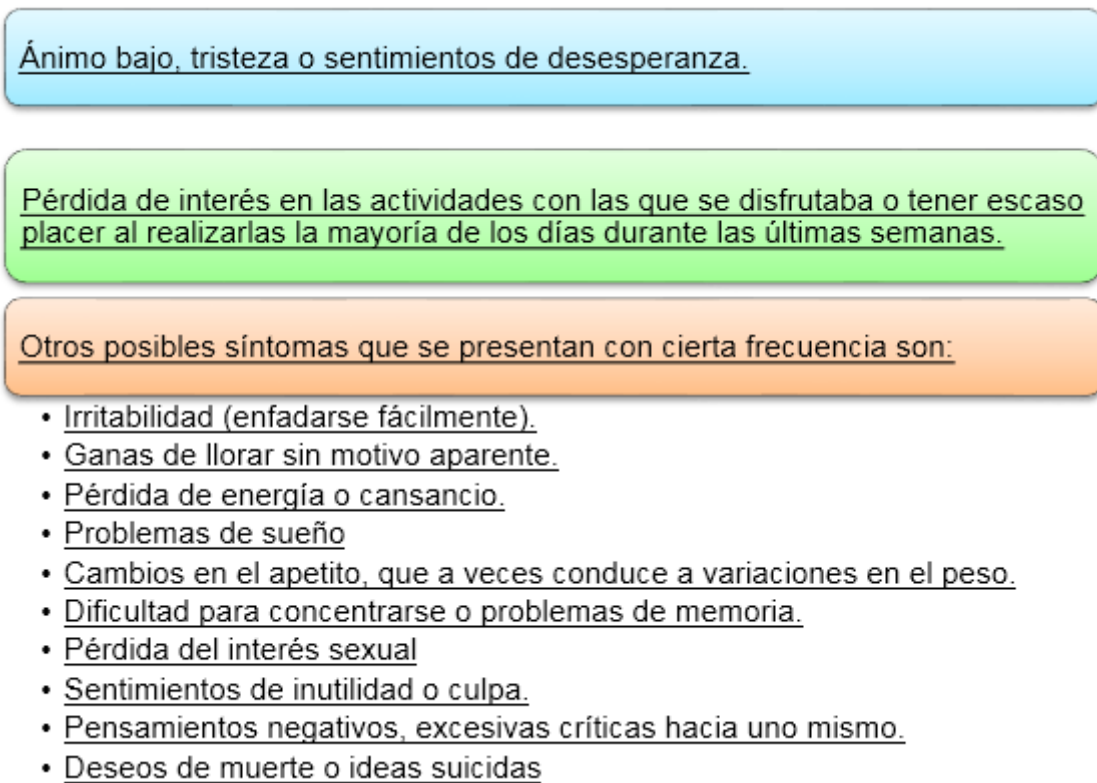 Ánimo bajo, tristeza o sentimientos de desesperanza.
Pérdida de interés en las actividades con las que se disfrutaba o tener escaso
placer al realizarlas la mayoría de los días durante las últimas semanas.
Otros posibles síntomas que se presentan con cierta frecuencia son:
• Irritabilidad (enfadarse fácilmente).
• Ganas de llorar sin motivo aparente.
• Pérdida de energía o cansancio.
• Problemas de sueño
• Cambios en el apetito, que a veces conduce a variaciones en el peso.
• Dificultad para concentrarse o problemas de memoria.
• Pérdida del interés sexual
• Sentimientos de inutilidad o culpa.
• Pensamientos negativos, excesivas críticas hacia uno mismo.
• Deseos de muerte o ideas suicidas